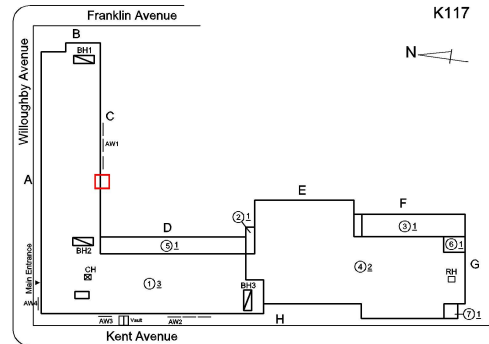 Franklin Avenue
K117
Willoughby Avenue
B
BH1
N
C
AW1
A
E
F
D
② 1
③ 1
⑤ 1
⑥ 1
BH2
④ 2
G
Main Entrance
CH
① 3
BH3
RH
AW4
⑦ 1
AW3
Vault
AW2
H
Kent Avenue